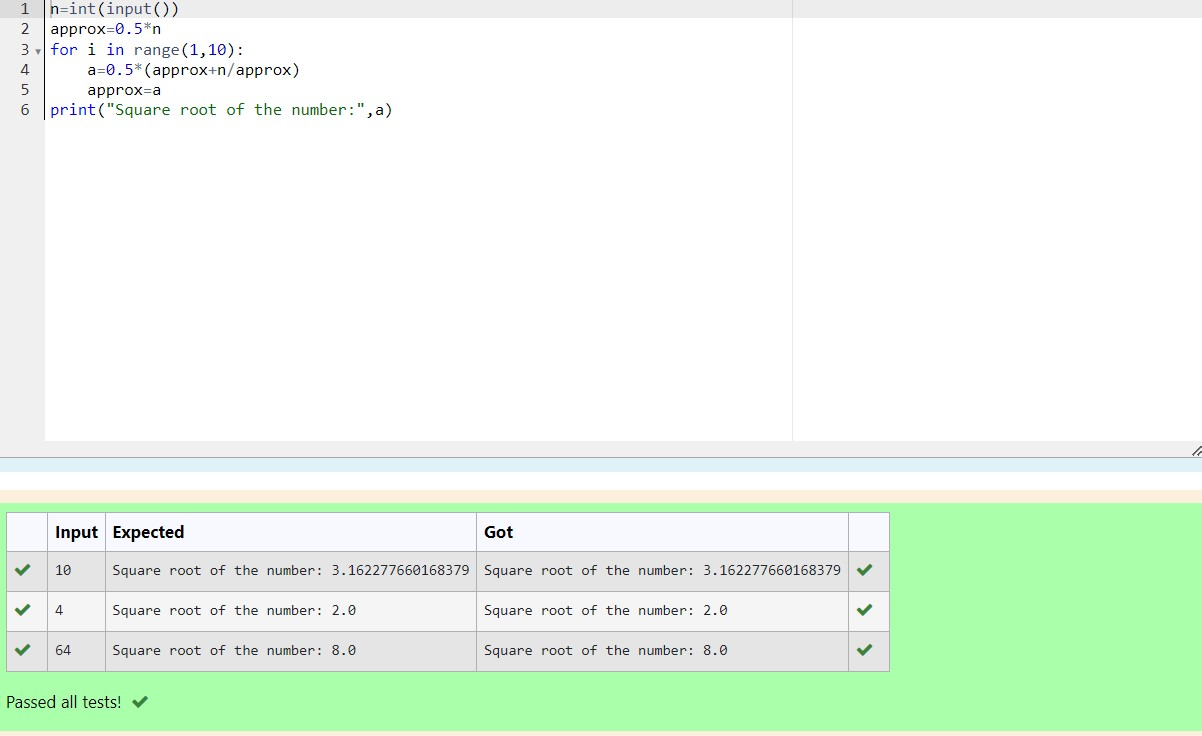 1 n=int(input())
2 approx=0.5*n
3 for i in range(1,10):
4     a=0.5*(approx+n/approx)
5     approx=a
6 print("Square root of the number:",a)
Input Expected Got
10 Square root of the number: 3.162277660168379 Square root of the number: 3.162277660168379
4 Square root of the number: 2.0 Square root of the number: 2.0
64 Square root of the number: 8.0 Square root of the number: 8.0
Passed all tests!